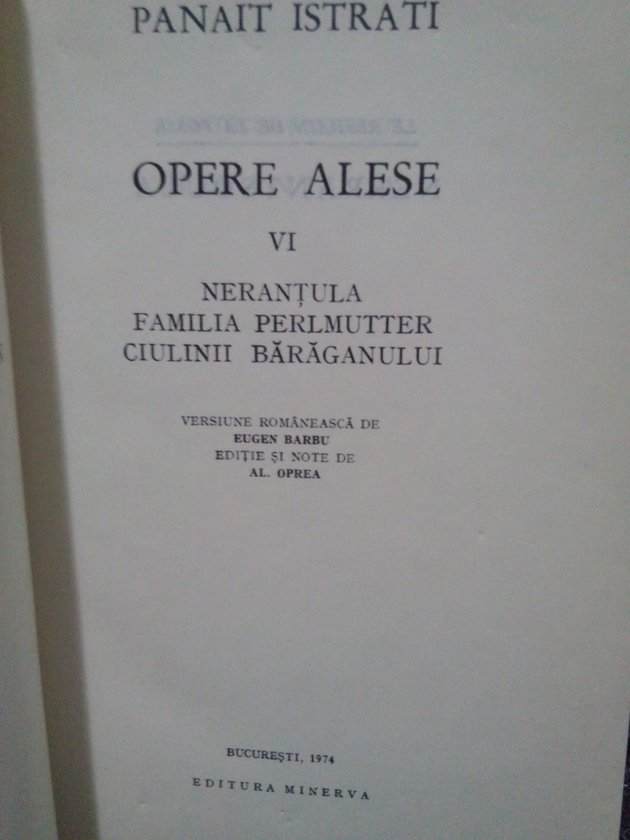 PANAIT ISTRATI
OPERE ALESE
VI
NERANȚULA
FAMILIA PERLMUTTER
CIULINII BĂRĂGANULUI
VERSIUNE ROMÂNEASCĂ DE
EUGEN BARBU
EDIȚIE ȘI NOTE DE
AL. OPREA
BUCUREȘTI, 1974
EDITURA MINERVA